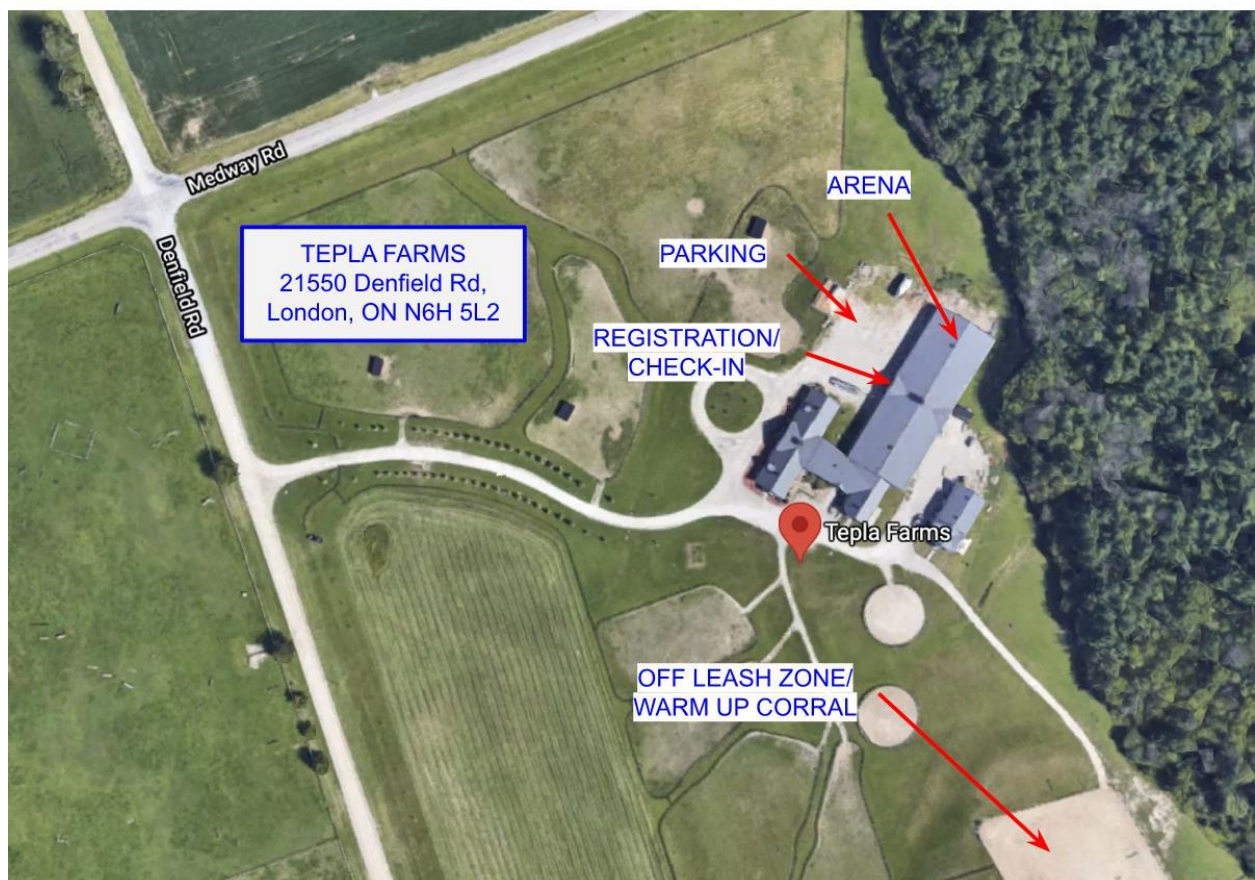 Medway Rd
ARENA
TEPLA FARMS
21550 Denfield Rd,
London, ON N6H 5L2
PARKING
Denfield Rd
REGISTRATION/
CHECK-IN
Tepla Farms
OFF LEASH ZONE/
WARM UP CORRAL